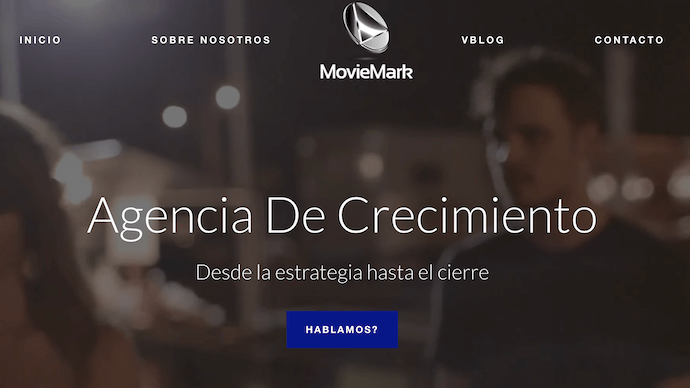 INICIO
SOBRE NOSOTROS
MovieMark
VBLOG
CONTACTO
Agencia De Crecimiento
Desde la estrategia hasta el cierre
HABLAMOS?